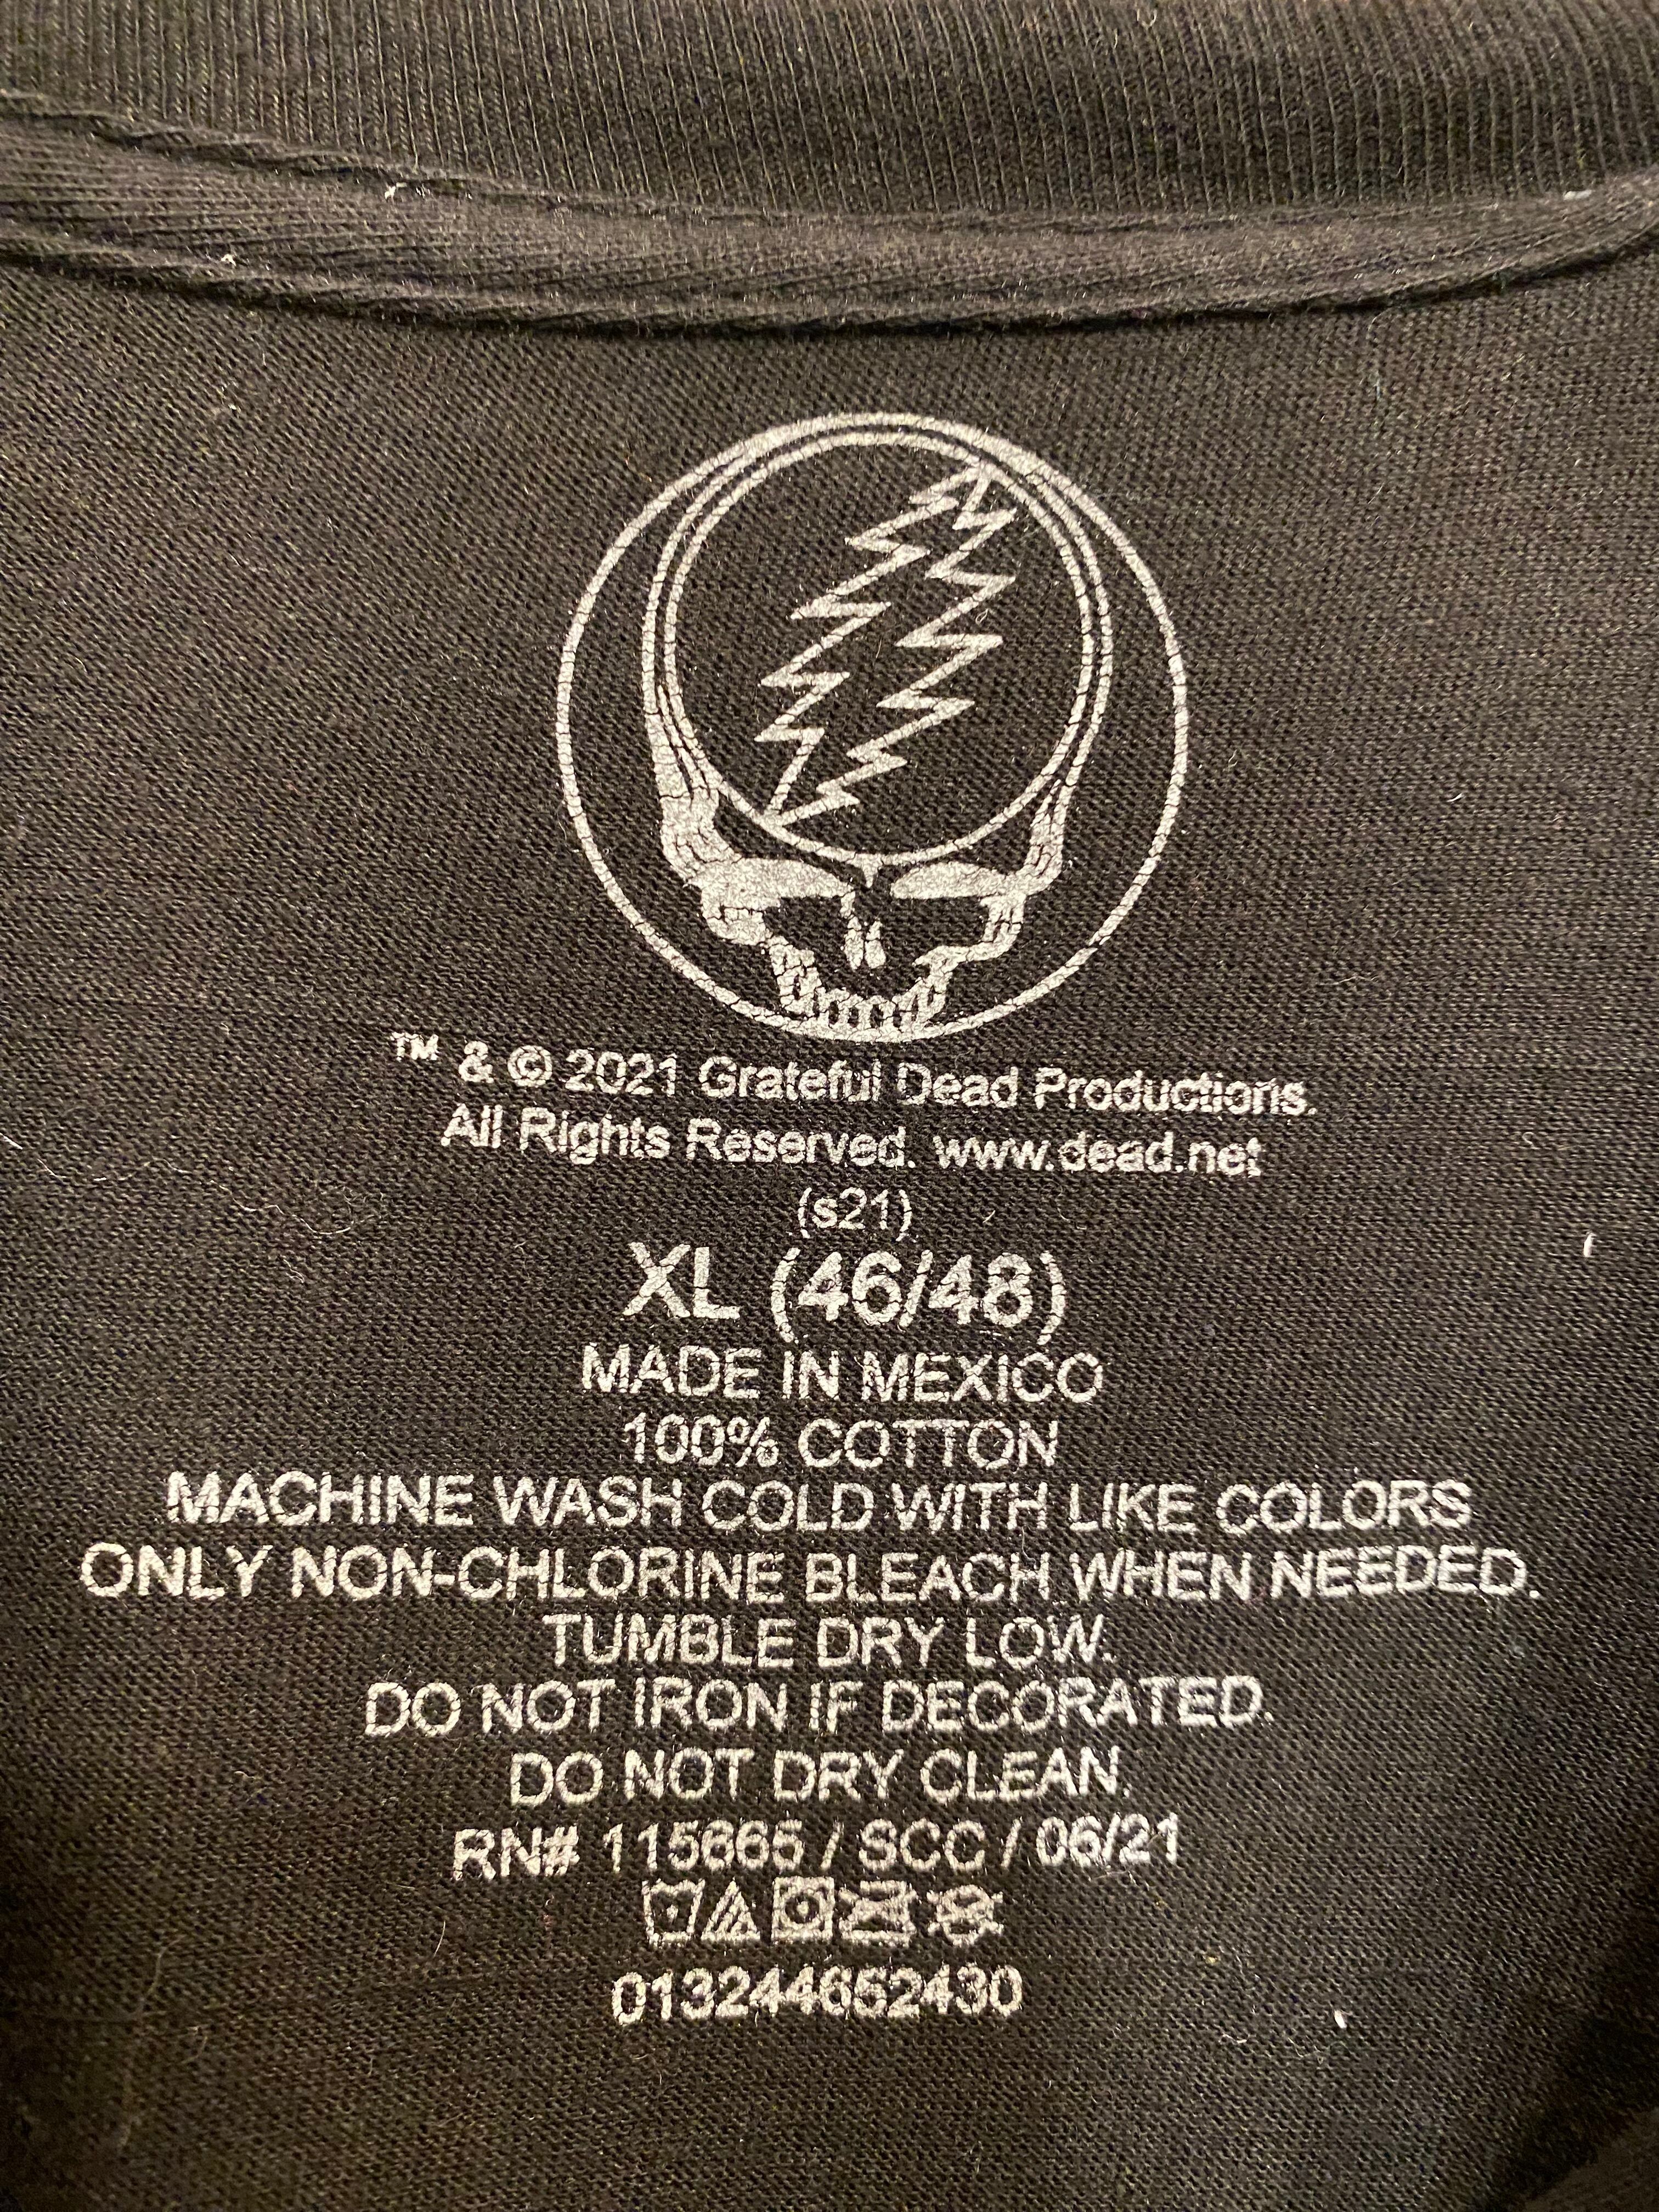 ™ & © 2021 Grateful Dead Productions.
All Rights Reserved. www.dead.net
(s21)
XL (46/48)
MADE IN MEXICO
100% COTTON
MACHINE WASH COLD WITH LIKE COLORS
ONLY NON-CHLORINE BLEACH WHEN NEEDED.
TUMBLE DRY LOW.
DO NOT IRON IF DECORATED.
DO NOT DRY CLEAN.
RN# 115665 / SCC / 06/21
013244652430